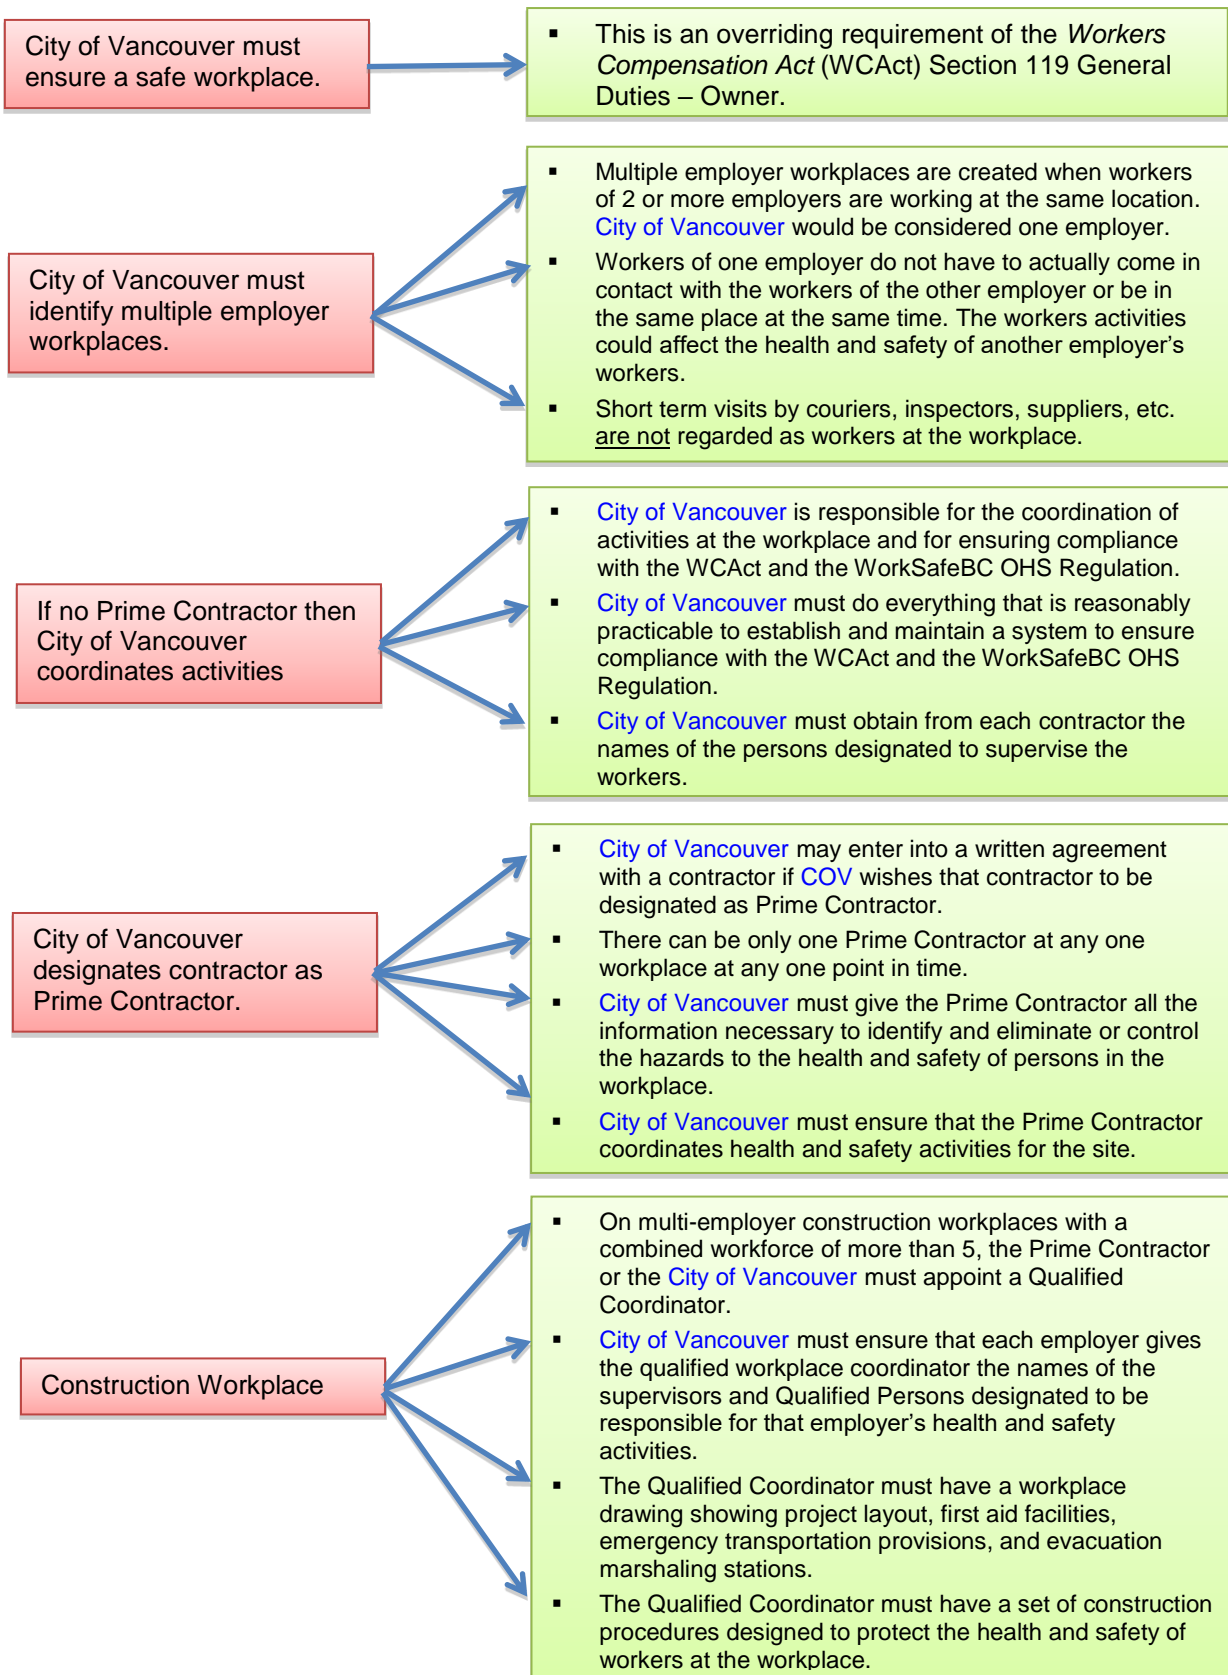 City of Vancouver must
ensure a safe workplace.
▪ This is an overriding requirement of the Workers
Compensation Act (WCAct) Section 119 General
Duties – Owner.
City of Vancouver must
identify multiple employer
workplaces.
▪ Multiple employer workplaces are created when workers
of 2 or more employers are working at the same location.
City of Vancouver would be considered one employer.
▪ Workers of one employer do not have to actually come in
contact with the workers of the other employer or be in
the same place at the same time. The workers activities
could affect the health and safety of another employer’s
workers.
▪ Short term visits by couriers, inspectors, suppliers, etc.
are not regarded as workers at the workplace.
If no Prime Contractor then
City of Vancouver
coordinates activities
▪ City of Vancouver is responsible for the coordination of
activities at the workplace and for ensuring compliance
with the WCAct and the WorkSafeBC OHS Regulation.
▪ City of Vancouver must do everything that is reasonably
practicable to establish and maintain a system to ensure
compliance with the WCAct and the WorkSafeBC OHS
Regulation.
▪ City of Vancouver must obtain from each contractor the
names of the persons designated to supervise the
workers.
City of Vancouver
designates contractor as
Prime Contractor.
▪ City of Vancouver may enter into a written agreement
with a contractor if COV wishes that contractor to be
designated as Prime Contractor.
▪ There can be only one Prime Contractor at any one
workplace at any one point in time.
▪ City of Vancouver must give the Prime Contractor all the
information necessary to identify and eliminate or control
the hazards to the health and safety of persons in the
workplace.
▪ City of Vancouver must ensure that the Prime Contractor
coordinates health and safety activities for the site.
Construction Workplace
▪ On multi-employer construction workplaces with a
combined workforce of more than 5, the Prime Contractor
or the City of Vancouver must appoint a Qualified
Coordinator.
▪ City of Vancouver must ensure that each employer gives
the qualified workplace coordinator the names of the
supervisors and Qualified Persons designated to be
responsible for that employer’s health and safety
activities.
▪ The Qualified Coordinator must have a workplace
drawing showing project layout, first aid facilities,
emergency transportation provisions, and evacuation
marshaling stations.
▪ The Qualified Coordinator must have a set of construction
procedures designed to protect the health and safety of
workers at the workplace.